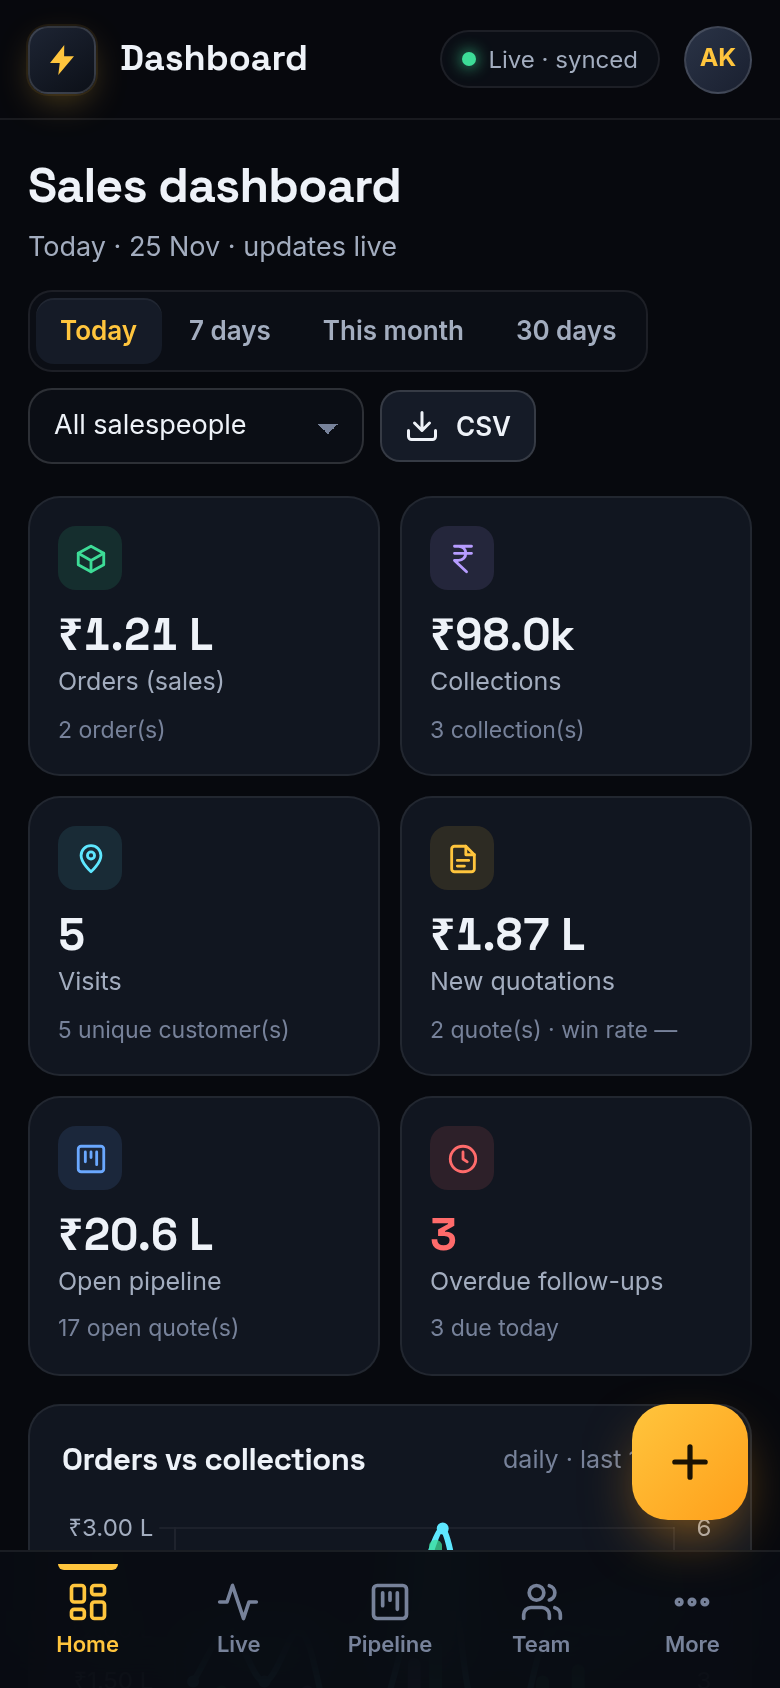 Dashboard
Live · synced
AK
Sales dashboard
Today · 25 Nov · updates live
Today
7 days
This month
30 days
All salespeople
CSV
₹1.21 L
Orders (sales)
2 order(s)
₹98.0k
Collections
3 collection(s)
5
Visits
5 unique customer(s)
₹1.87 L
New quotations
2 quote(s) · win rate —
₹20.6 L
Open pipeline
17 open quote(s)
3
Overdue follow-ups
3 due today
Orders vs collections
daily · last
₹3.00 L
6
Home
Live
Pipeline
Team
More